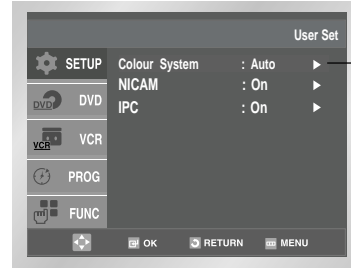 User Set
SETUP
Colour System : Auto ►
NICAM : On ►
IPC : On ►
DVD DVD
VCR VCR
PROG
FUNC
OK RETURN MENU